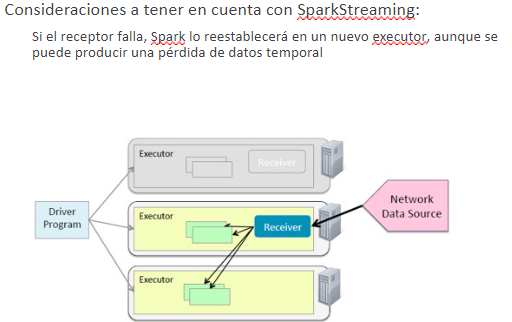 Consideraciones a tener en cuenta con SparkStreaming:
Si el receptor falla, Spark lo reestablecerá en un nuevo executor, aunque se
puede producir una pérdida de datos temporal
Executor
Receiver
Network
Data Source
Driver
Program
Executor
Receiver
Executor